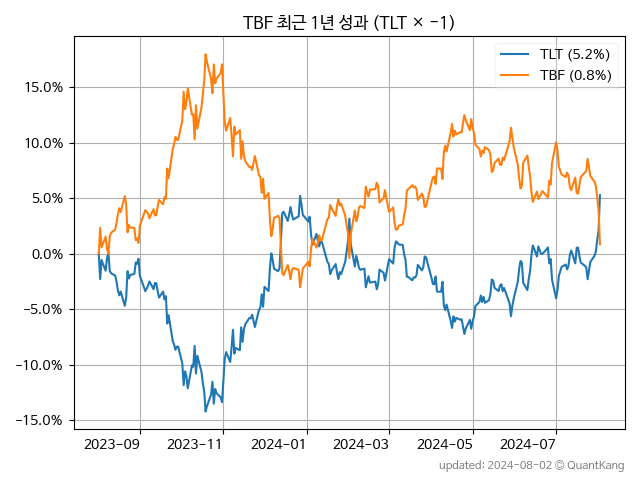 TBF 최근 1년 성과 (TLT × −1)
TLT (5.2%)
TBF (0.8%)
15.0%
10.0%
5.0%
0.0%
−5.0%
−10.0%
−15.0%
2023-09 2023-11 2024-01 2024-03 2024-05 2024-07
updated: 2024-08-02 © QuantKang